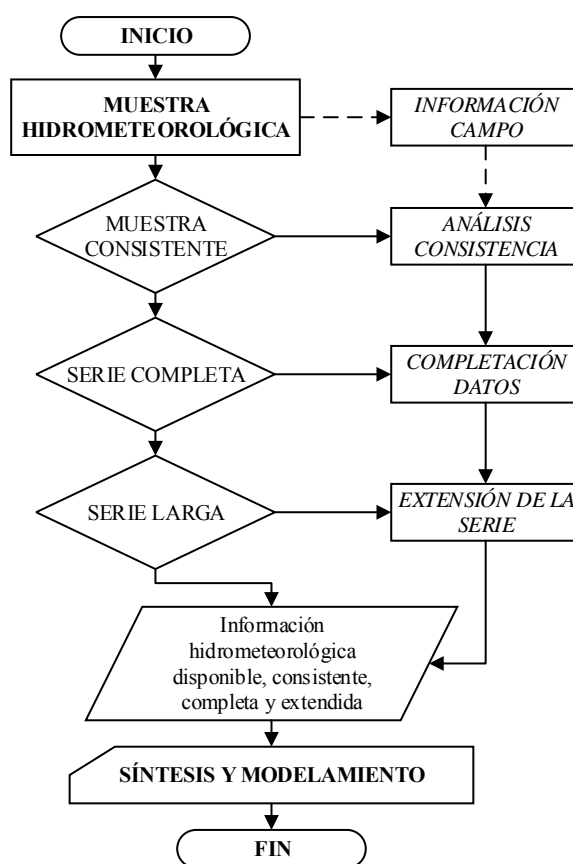 INICIO
MUESTRA
HIDROMETEOROLÓGICA
INFORMACIÓN
CAMPO
MUESTRA
CONSISTENTE
ANÁLISIS
CONSISTENCIA
SERIE COMPLETA
COMPLETACIÓN
DATOS
SERIE LARGA
EXTENSIÓN DE LA
SERIE
Información
hidrometeorológica
disponible, consistente,
completa y extendida
SÍNTESIS Y MODELAMIENTO
FIN